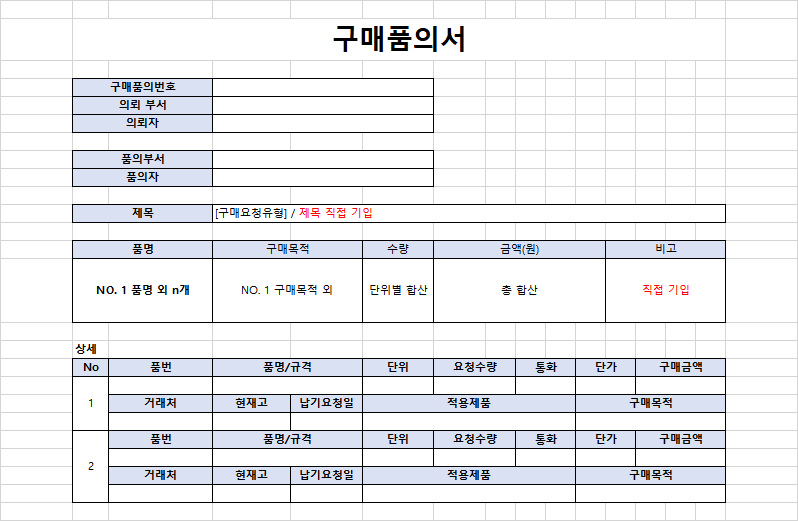 구매품의서
구매품의번호
의뢰 부서
의뢰자
품의부서
품의자
제목 [구매요청유형] / 제목 직접 기입
품명 구매목적 수량 금액(원) 비고
NO. 1 품명 외 n개 NO. 1 구매목적 외 단위별 합산 총 합산 직접 기입
상세
No 품번 품명/규격 단위 요청수량 통화 단가 구매금액
1
거래처 현재고 납기요청일 적용제품 구매목적
품번 품명/규격 단위 요청수량 통화 단가 구매금액
2
거래처 현재고 납기요청일 적용제품 구매목적